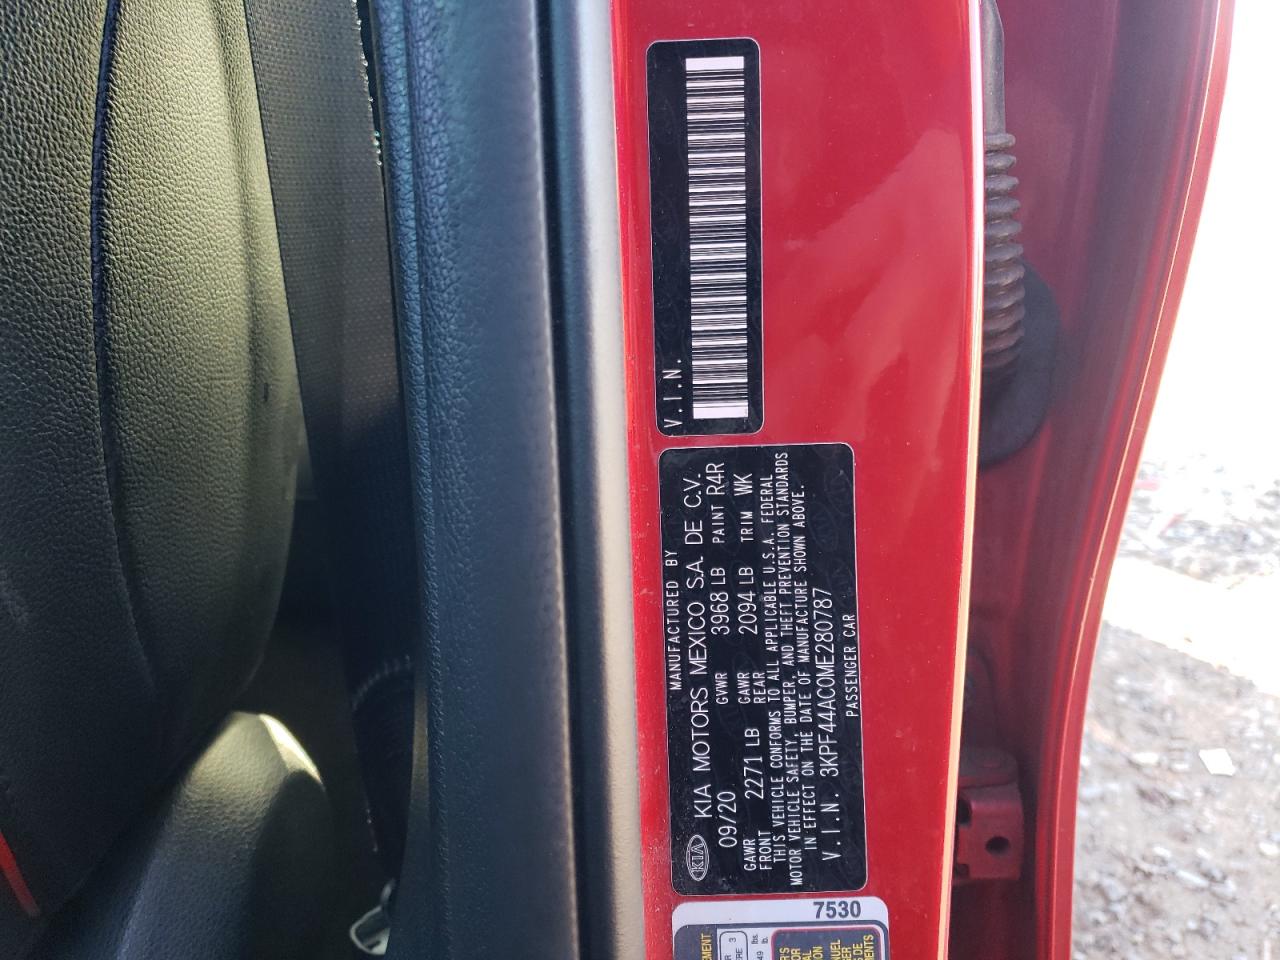 V.I.N.
MANUFACTURED BY
KIA KIA MOTORS MEXICO S.A. DE C.V.
09/20 GVWR 3968 LB PAINT R4R
GAWR FRONT 2271 LB GAWR REAR 2094 LB TRIM WK
THIS VEHICLE CONFORMS TO ALL APPLICABLE U.S.A. FEDERAL
MOTOR VEHICLE SAFETY, BUMPER, AND THEFT PREVENTION STANDARDS
IN EFFECT ON THE DATE OF MANUFACTURE SHOWN ABOVE.
V.I.N. 3KPF44AC0ME280787
PASSENGER CAR
7530